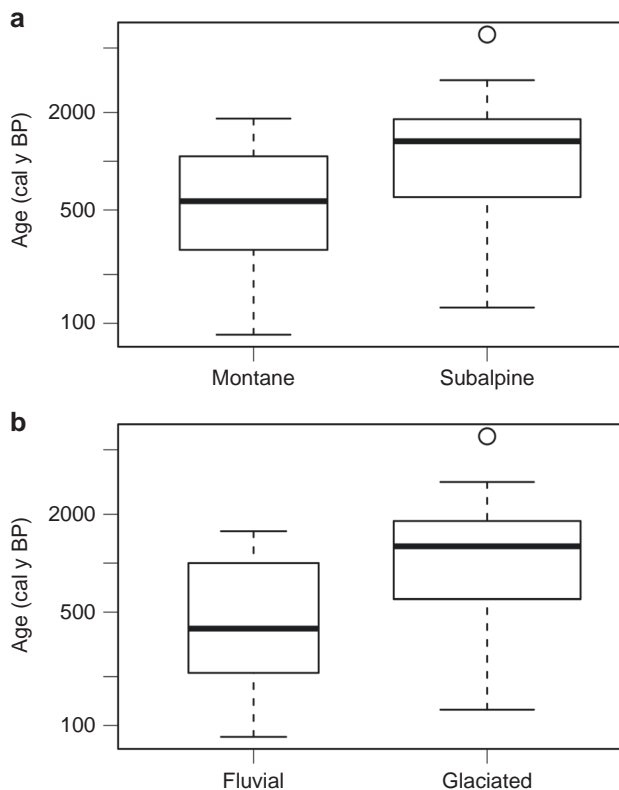 a
Age (cal y BP)
2000
500
100
Montane Subalpine
b
Age (cal y BP)
2000
500
100
Fluvial Glaciated